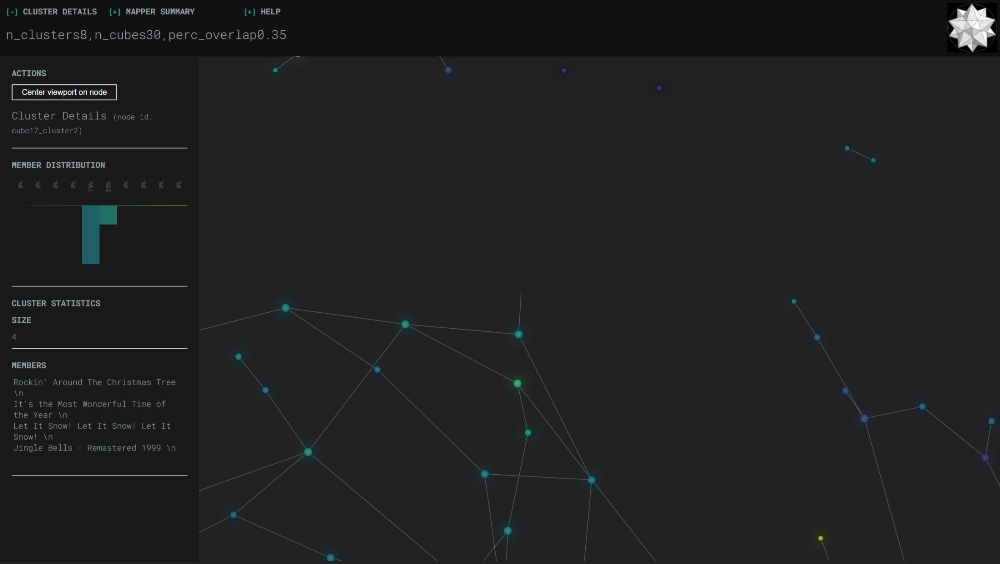 [-] CLUSTER DETAILS [+] MAPPER SUMMARY [+] HELP
n_clusters8,n_cubes30,perc_overlap0.35
ACTIONS
Center viewport on node
Cluster Details (node id:
cube17_cluster2)
MEMBER DISTRIBUTION
0% 0% 0% 0% 75% 25% 0% 0% 0% 0%
CLUSTER STATISTICS
SIZE
4
MEMBERS
Rockin' Around The Christmas Tree
\n
It's the Most Wonderful Time of
the Year \n
Let It Snow! Let It Snow! Let It
Snow! \n
Jingle Bells - Remastered 1999 \n